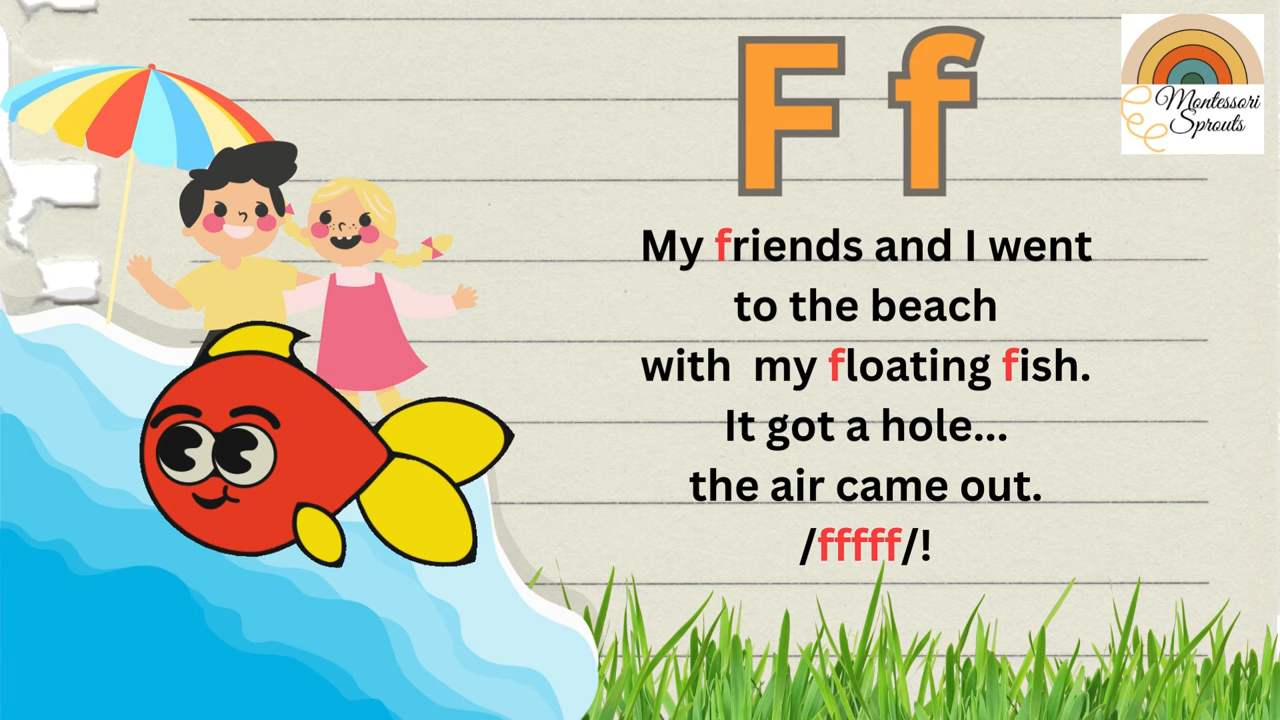 F f
Montessori
Sprouts
My friends and I went
to the beach
with my floating fish.
It got a hole...
the air came out.
/fffff/!